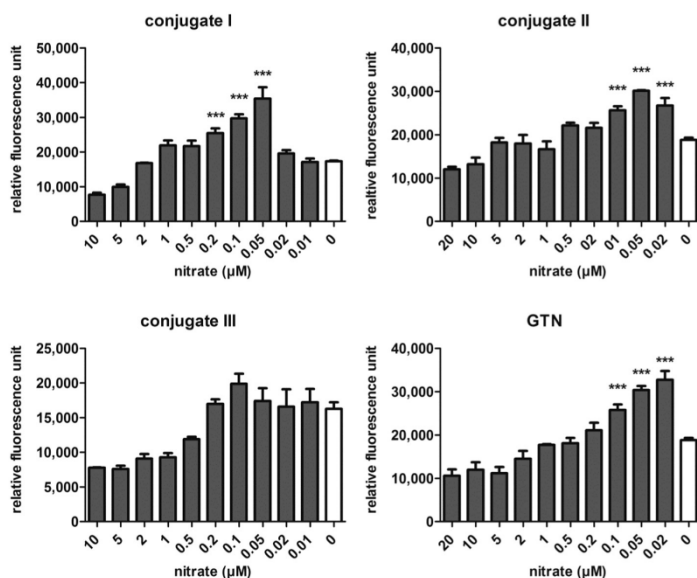 conjugate I
relative fluorescence unit
50,000
40,000
30,000
20,000
10,000
0
*** *** ***
10 5 2 1 0.5 0.2 0.1 0.05 0.02 0.01 0
nitrate (µM)
conjugate II
realtive fluorescence unit
40,000
30,000
20,000
10,000
0
*** *** ***
20 10 5 2 1 0.5 0.2 01 0.05 0.02 0
nitrate (µM)
conjugate III
relative fluorescence unit
25,000
20,000
15,000
10,000
5,000
0
10 5 2 1 0.5 0.2 0.1 0.05 0.02 0.01 0
nitrate (µM)
GTN
relative fluorescence unit
40,000
30,000
20,000
10,000
0
*** *** ***
20 10 5 2 1 0.5 0.2 0.1 0.05 0.02 0
nitrate (µM)